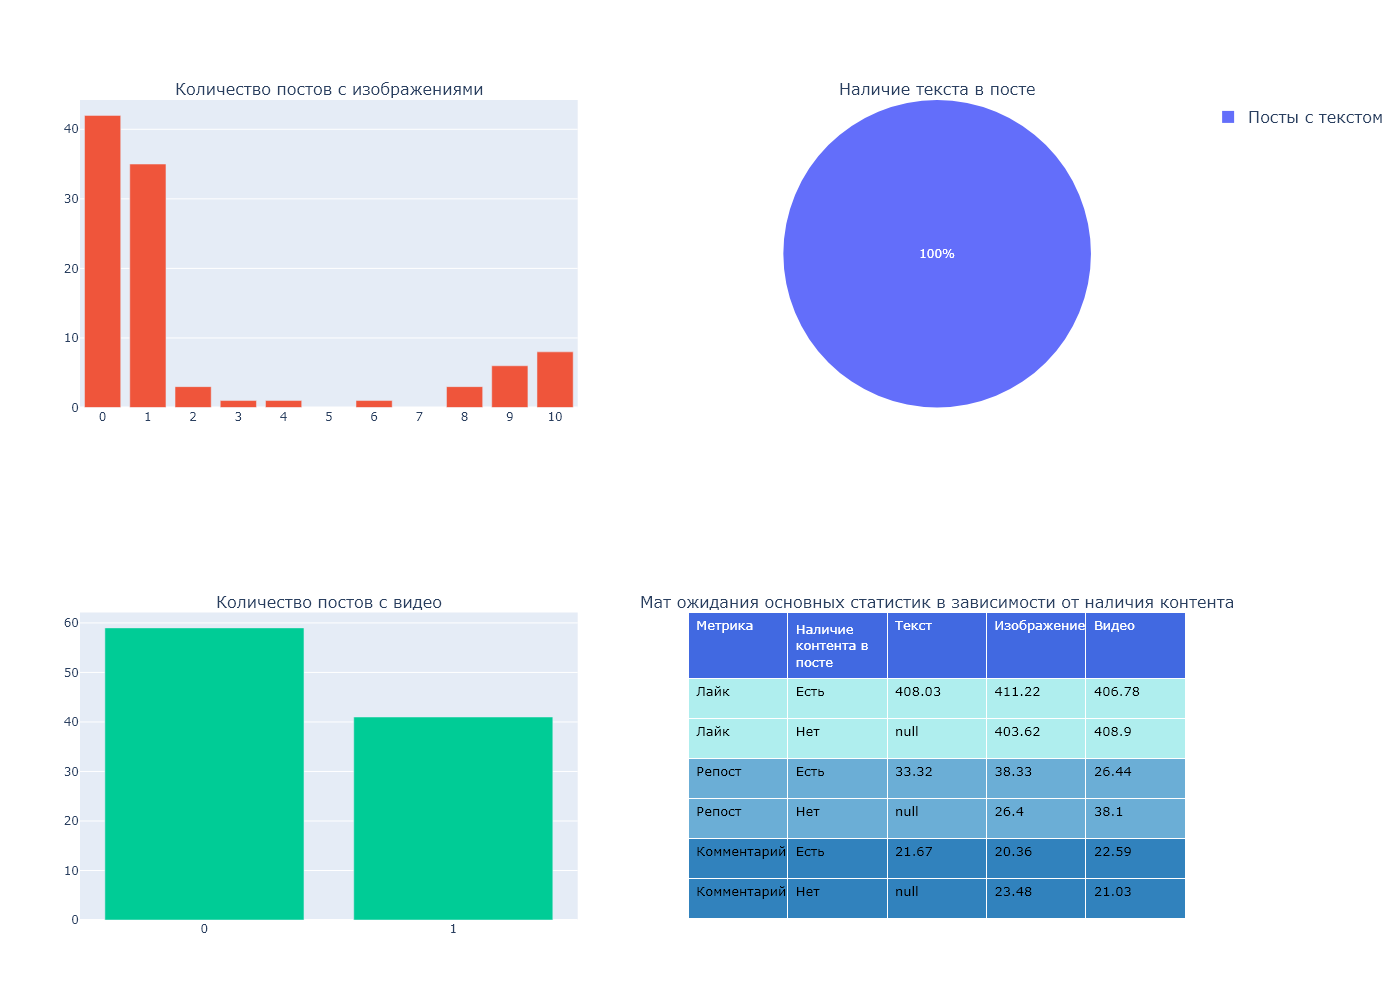 Количество постов с изображениями
40
30
20
10
0
0 1 2 3 4 5 6 7 8 9 10
Наличие текста в посте
100%
Посты с текстом
Количество постов с видео
60
50
40
30
20
10
0
0 1
Мат ожидания основных статистик в зависимости от наличия контента
Метрика Наличие контента в посте Текст Изображение Видео
Лайк Есть 408.03 411.22 406.78
Лайк Нет null 403.62 408.9
Репост Есть 33.32 38.33 26.44
Репост Нет null 26.4 38.1
Комментарий Есть 21.67 20.36 22.59
Комментарий Нет null 23.48 21.03